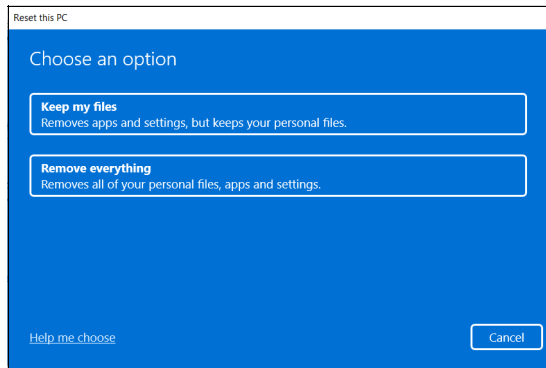 Reset this PC
Choose an option
Keep my files
Removes apps and settings, but keeps your personal files.
Remove everything
Removes all of your personal files, apps and settings.
Help me choose
Cancel